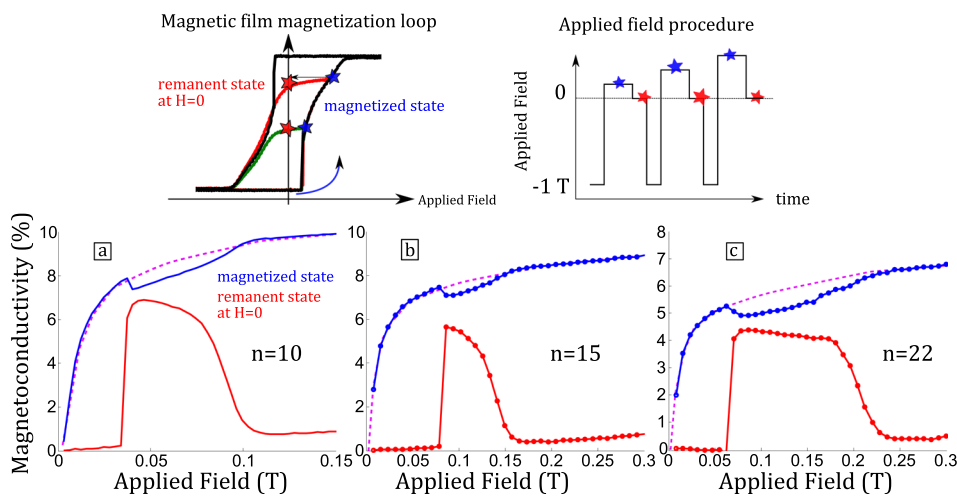 Magnetic film magnetization loop
Applied field procedure
remanent state
at H=0
magnetized state
Applied Field
Applied Field
0
-1 T
time
Magnetoconductivity (%)
a
magnetized state
remanent state
at H=0
n=10
10
8
6
4
2
0
0
0.05
0.1
0.15
Applied Field (T)
b
n=15
10
8
6
4
2
0
0
0.05
0.1
0.15
0.2
0.25
0.3
Applied Field (T)
c
n=22
8
7
6
5
4
3
2
1
0
0
0.05
0.1
0.15
0.2
0.25
0.3
Applied Field (T)